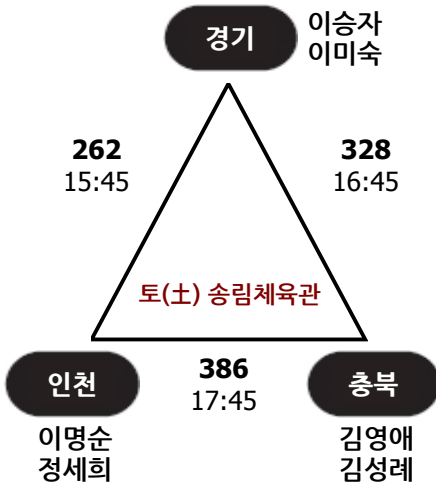 경기
이승자
이미숙
262
15:45
328
16:45
토(土) 송림체육관
인천
386
17:45
충북
이명순
정세희
김영애
김성례